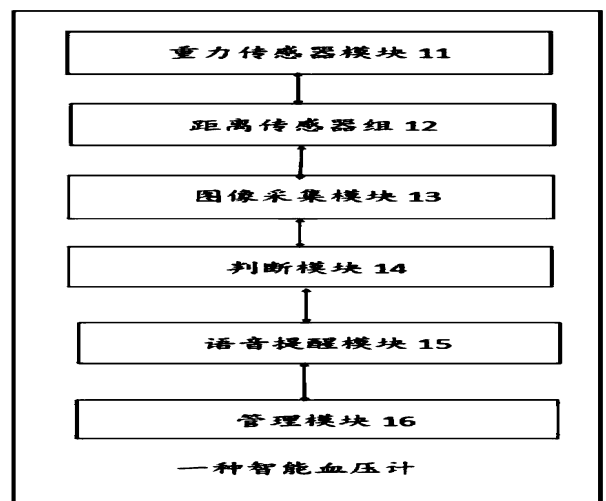 重力传感器模块 11
距离传感器组 12
图像采集模块 13
判断模块 14
语音提醒模块 15
管理模块 16
一种智能血压计